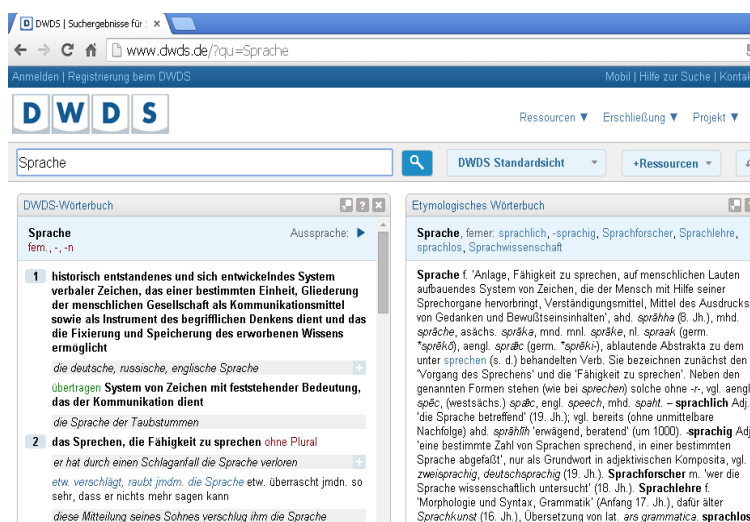 DWDS | Suchergebnisse für
www.dwds.de/?qu=Sprache
Anmelden | Registrierung beim DWDS
Mobil | Hilfe zur Suche | Kontak
D W D S
Ressourcen ▼ Erschließung ▼ Projekt ▼
Sprache
DWDS Standardsicht
+Ressourcen
DWDS-Wörterbuch
Sprache
Aussprache:
fem., -, -n
1 historisch entstandenes und sich entwickelndes System
verbaler Zeichen, das einer bestimmten Einheit, Gliederung
der menschlichen Gesellschaft als Kommunikationsmittel
sowie als Instrument des begrifflichen Denkens dient und das
die Fixierung und Speicherung des erworbenen Wissens
ermöglicht
die deutsche, russische, englische Sprache
übertragen System von Zeichen mit feststehender Bedeutung,
das der Kommunikation dient
die Sprache der Taubstummen
2 das Sprechen, die Fähigkeit zu sprechen ohne Plural
er hat durch einen Schlaganfall die Sprache verloren
etw. verschlägt, raubt jmdm. die Sprache etw. überrascht jmdn. so
sehr, dass er nichts mehr sagen kann
diese Mitteilung seines Sohnes verschlug ihm die Sprache
Etymologisches Wörterbuch
Sprache, ferner: sprachlich, -sprachig, Sprachforscher, Sprachlehre,
sprachlos, Sprachwissenschaft
Sprache f. 'Anlage, Fähigkeit zu sprechen, auf menschlichen Lauten
aufbauendes System von Zeichen, die der Mensch mit Hilfe seiner
Sprechorgane hervorbringt, Verständigungsmittel, Mittel des Ausdrucks
von Gedanken und Bewußtseinsinhalten', ahd. sprāhha (8. Jh.), mhd.
sprāche, asächs. sprāka, mnd. mnl. sprāke, nl. spraak (germ.
*sprēkō), aengl. sprǣc (germ. *sprēki-), ablautende Abstrakta zu dem
unter sprechen (s. d.) behandelten Verb. Sie bezeichnen zunächst den
'Vorgang des Sprechens' und die 'Fähigkeit zu sprechen'. Neben den
genannten Formen stehen (wie bei sprechen) solche ohne -r-, vgl. aengl
spēc, (westsächs.) spǣc, engl. speech, mhd. spaht. – sprachlich Adj.
'die Sprache betreffend' (19. Jh.); vgl. bereits (ohne unmittelbare
Nachfolge) ahd. sprāhlīh 'erwägend, beratend' (um 1000). -sprachig Adj
'eine bestimmte Zahl von Sprachen sprechend, in einer bestimmten
Sprache abgefaßt', nur als Grundwort in adjektivischen Komposita, vgl.
zweisprachig, deutschsprachig (19. Jh.). Sprachforscher m. 'wer die
Sprache wissenschaftlich untersucht' (18. Jh.). Sprachlehre f.
'Morphologie und Syntax, Grammatik' (Anfang 17. Jh.), dafür älter
Sprachkunst (16. Jh.), Übersetzung von lat. ars grammatica. sprachlos